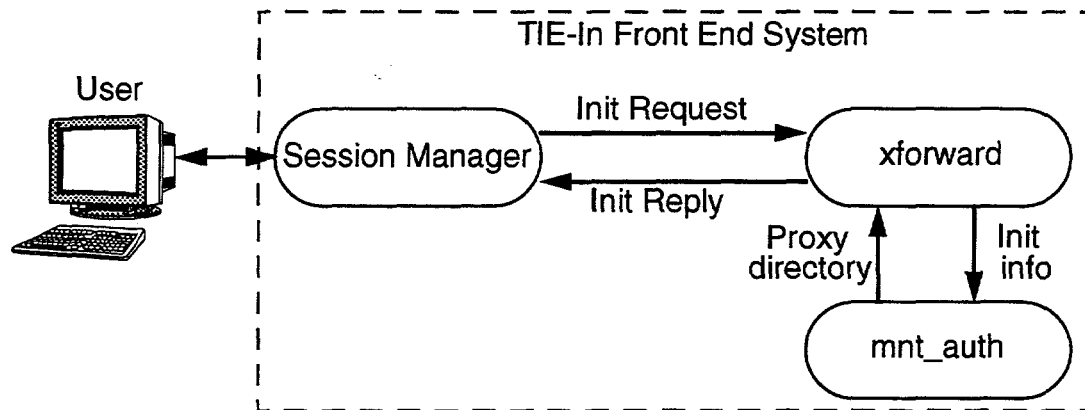 TIE-In Front End System
User
Session Manager
Init Request
xforward
Init Reply
Proxy
directory
Init
info
mnt_auth